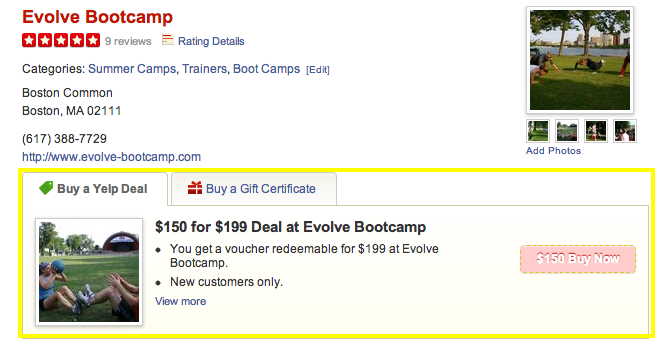 Evolve Bootcamp
9 reviews Rating Details
Categories: Summer Camps, Trainers, Boot Camps [Edit]
Boston Common
Boston, MA 02111
(617) 388-7729
http://www.evolve-bootcamp.com
Add Photos
Buy a Yelp Deal Buy a Gift Certificate
$150 for $199 Deal at Evolve Bootcamp
• You get a voucher redeemable for $199 at Evolve
Bootcamp.
• New customers only.
View more
$150 Buy Now